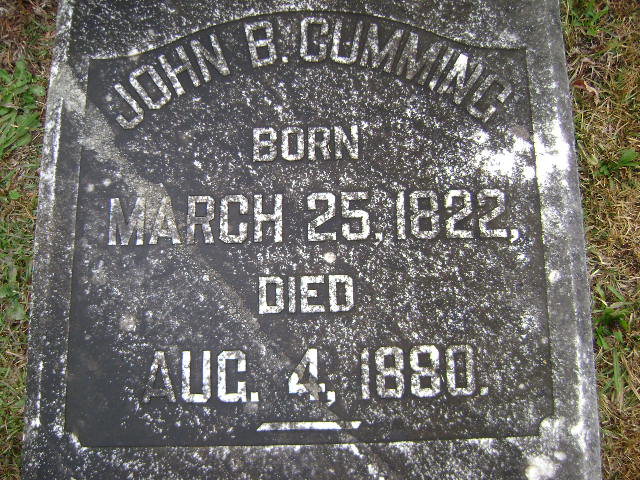 JOHN B. CUMMING
BORN
MARCH 25, 1822,
DIED
AUG. 4, 1880.